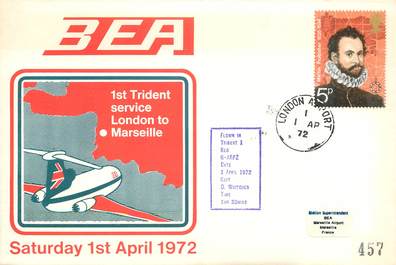 BEA
1st Trident
service
London to
Marseille
Saturday 1st April 1972
5p
LONDON AIRPORT
1
1 AP
72
FLOWN IN
TRIDENT 1
REG
G-ARPZ
DATE
1 APRIL 1972
CAPT
TIME
Station Superintendent
BEA
Marseille Airport
Marseille
France
457